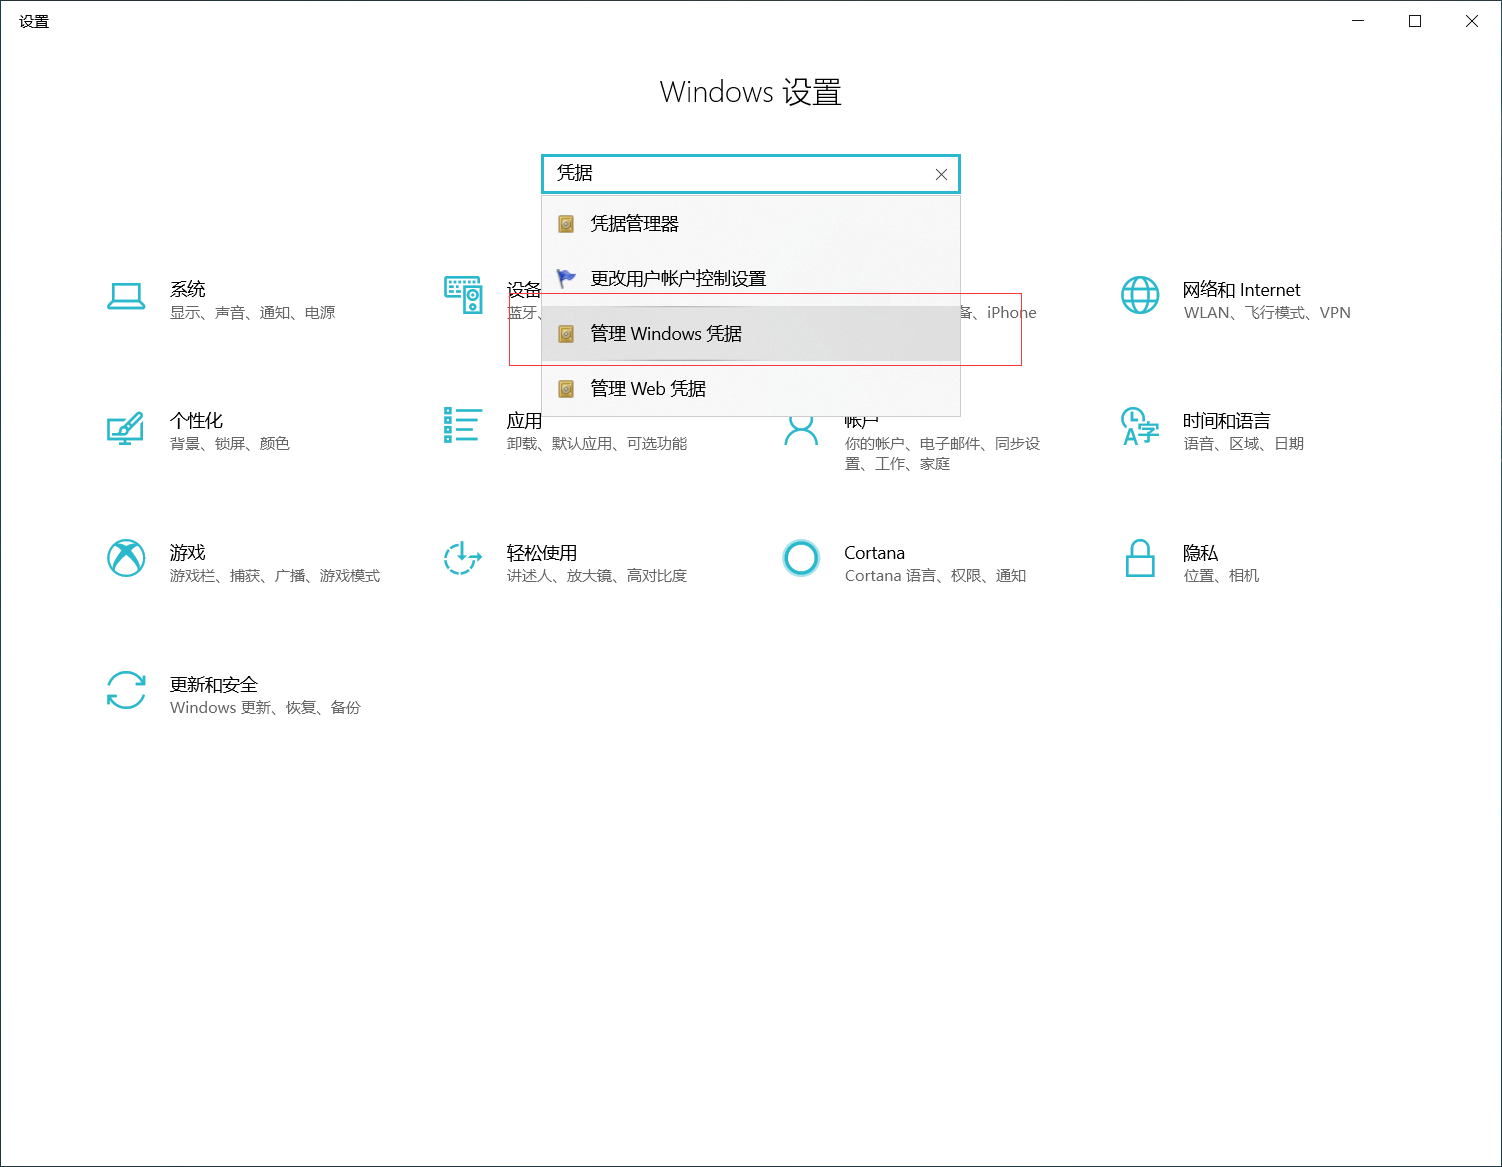 设置
Windows 设置
凭据
凭据管理器
更改用户帐户控制设置
管理 Windows 凭据
管理 Web 凭据
系统
显示、声音、通知、电源
设备
蓝牙、
备、iPhone
网络和 Internet
WLAN、飞行模式、VPN
个性化
背景、锁屏、颜色
应用
卸载、默认应用、可选功能
帐户
你的帐户、电子邮件、同步设
置、工作、家庭
时间和语言
语音、区域、日期
游戏
游戏栏、捕获、广播、游戏模式
轻松使用
讲述人、放大镜、高对比度
Cortana
Cortana 语言、权限、通知
隐私
位置、相机
更新和安全
Windows 更新、恢复、备份